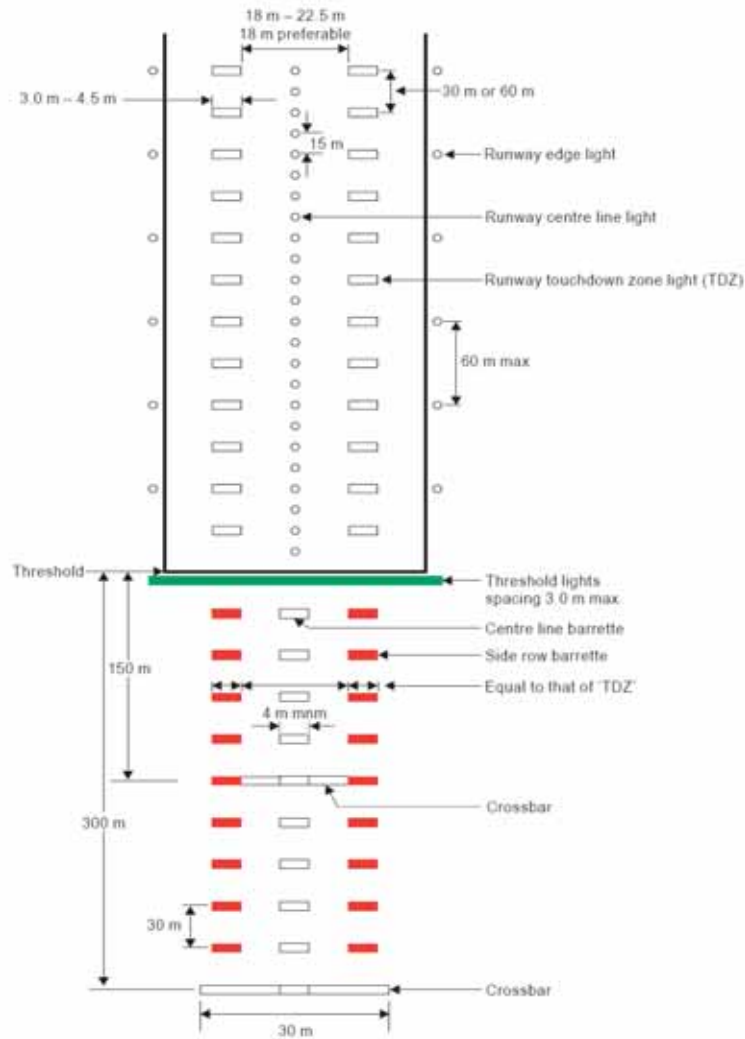 18 m – 22.5 m
18 m preferable
3.0 m – 4.5 m
30 m or 60 m
15 m
Runway edge light
Runway centre line light
Runway touchdown zone light (TDZ)
60 m max
Threshold
Threshold lights
spacing 3.0 m max
Centre line barrette
150 m
Side row barrette
Equal to that of 'TDZ'
4 m mnm
Crossbar
300 m
30 m
Crossbar
30 m